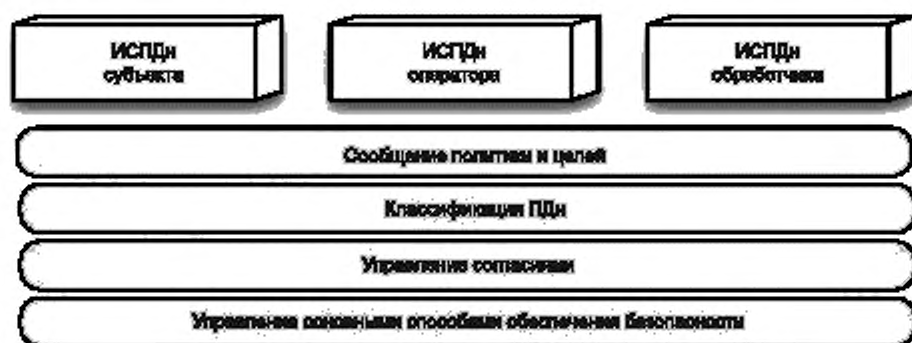 ИСПДн
субъекта
ИСПДн
оператора
ИСПДн
обработчика
Сообщение политики и целей
Классификация ПДн
Управление согласиями
Управление основными способами обеспечения безопасности